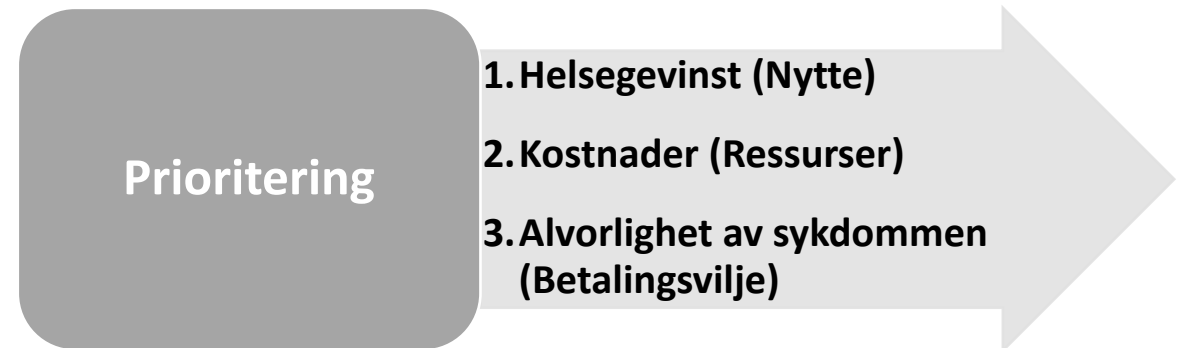 Prioritering
1. Helsegevinst (Nytte)
2. Kostnader (Ressurser)
3. Alvorlighet av sykdommen
(Betalingsvilje)